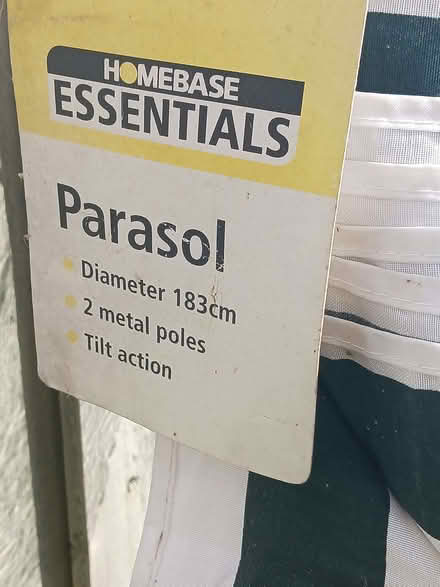 HOMEBASE
ESSENTIALS
Parasol
Diameter 183cm
2 metal poles
Tilt action